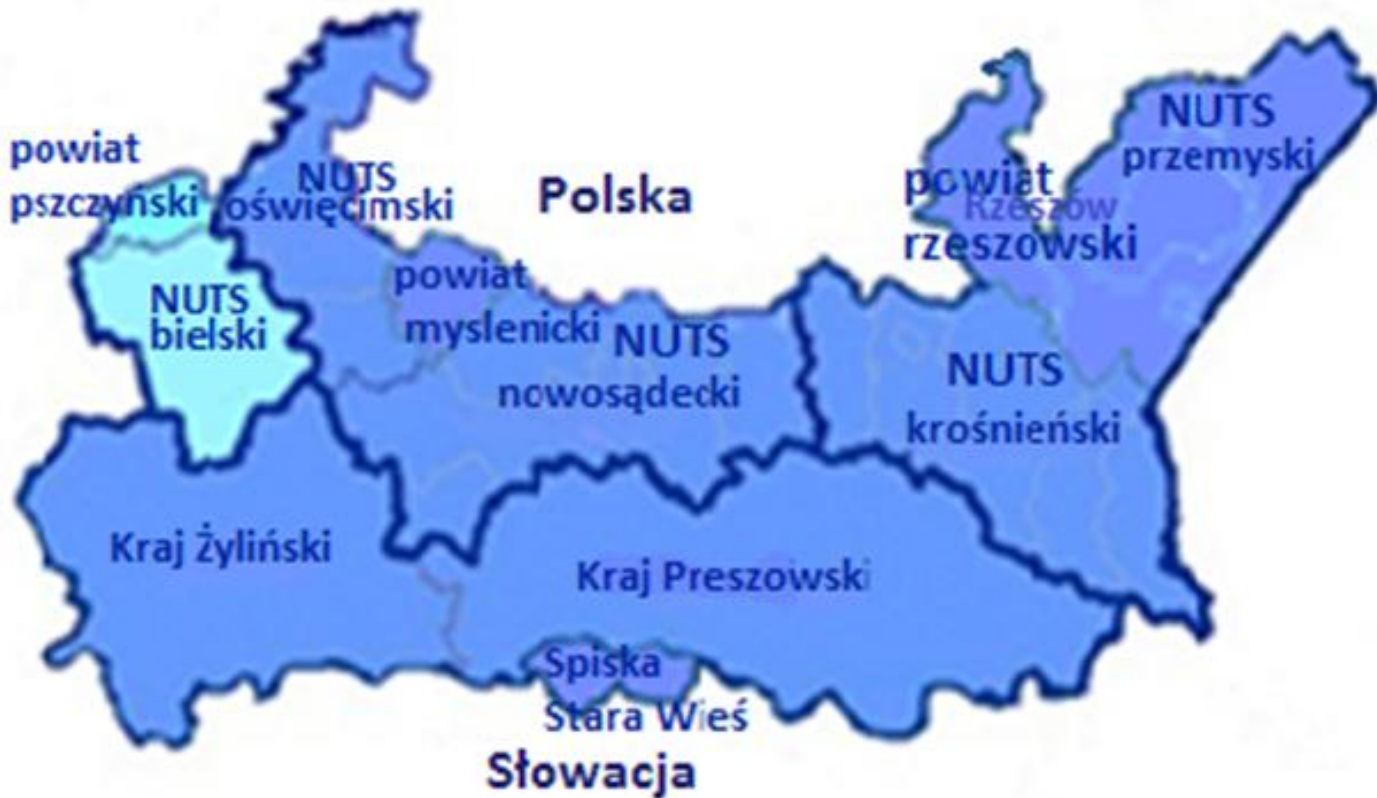 powiat
pszczyński
NUTS
oświęcimski
Polska
NUTS
przemyski
powiat
Rzeszów
rzeszowski
NUTS
bielski
powiat
myslenicki
NUTS
nowosądecki
NUTS
krośnieński
Kraj Żyliński
Kraj Preszowski
Spiska
Stara Wieś
Słowacja